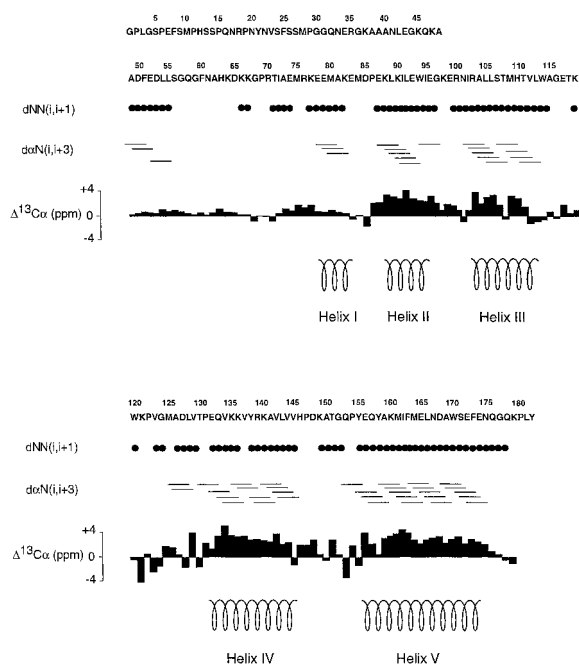 5 10 15 20 25 30 35 40 45
GPLGSPEFSMPHSSPQNRPNYNVSFSSMPGGQNERGKAAANLEGKQKA
50 55 60 65 70 75 80 85 90 95 100 105 110 115
ADFEDLLSGQGFNAHKDKKGPRTIAEMRKEEMAKEMDPEKLKILEWIEGKERNIRALLSTMHTVLWAGETK
dNN(i,i+1)
dαN(i,i+3)
+4
Δ13Cα (ppm) 0
-4
Helix I Helix II Helix III
120 125 130 135 140 145 150 155 160 165 170 175 180
WKPVGMADLVTPEQVKKVYRKAVLVVHPDKATGQPYEQYAKMIFMELNDAWSEFENQGQKPLY
dNN(i,i+1)
dαN(i,i+3)
+4
Δ13Cα (ppm) 0
-4
Helix IV Helix V